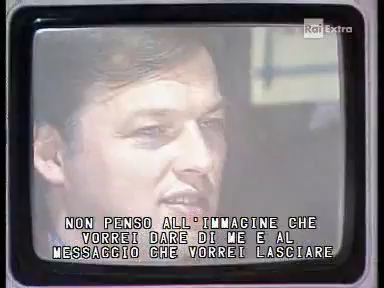 Rai Extra
NON PENSO ALL'IMMAGINE CHE
VORREI DARE DI ME E AL
MESSAGGIO CHE VORREI LASCIARE